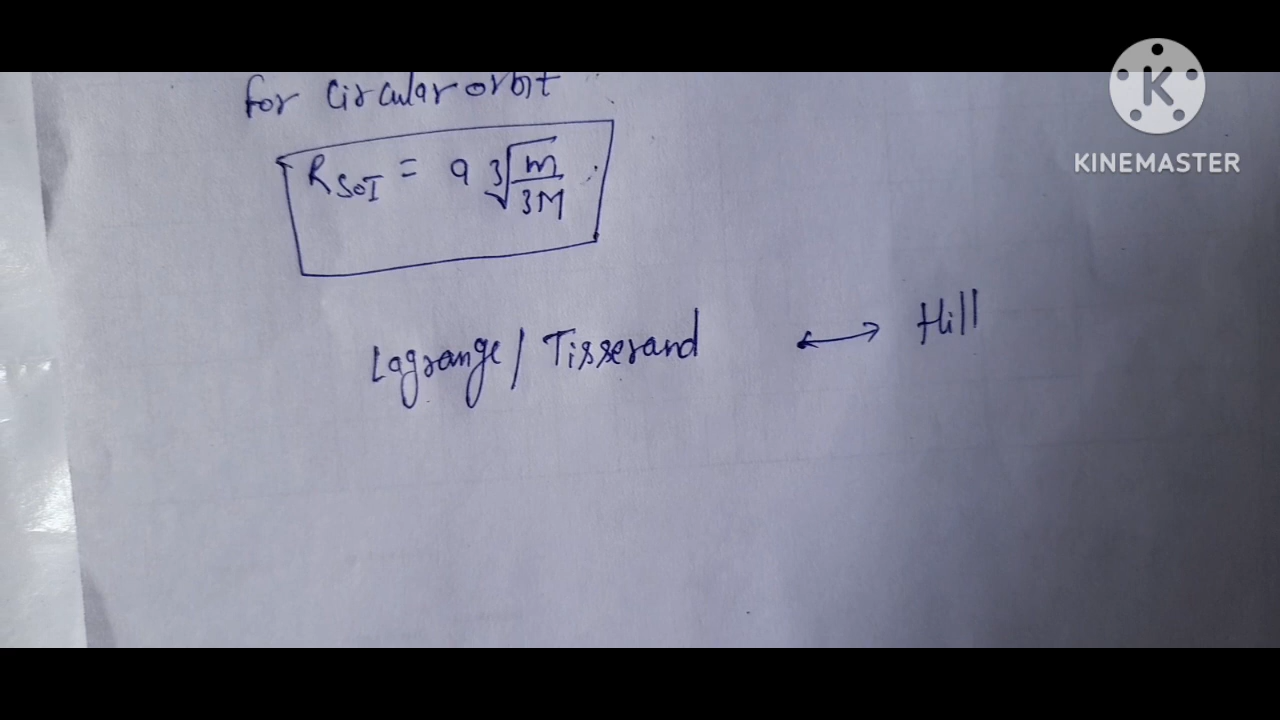 for Circular orbit
R_SOI = a ∛(m/3M)
Lagrange/Tisserand ⟷ Hill
K
KINEMASTER